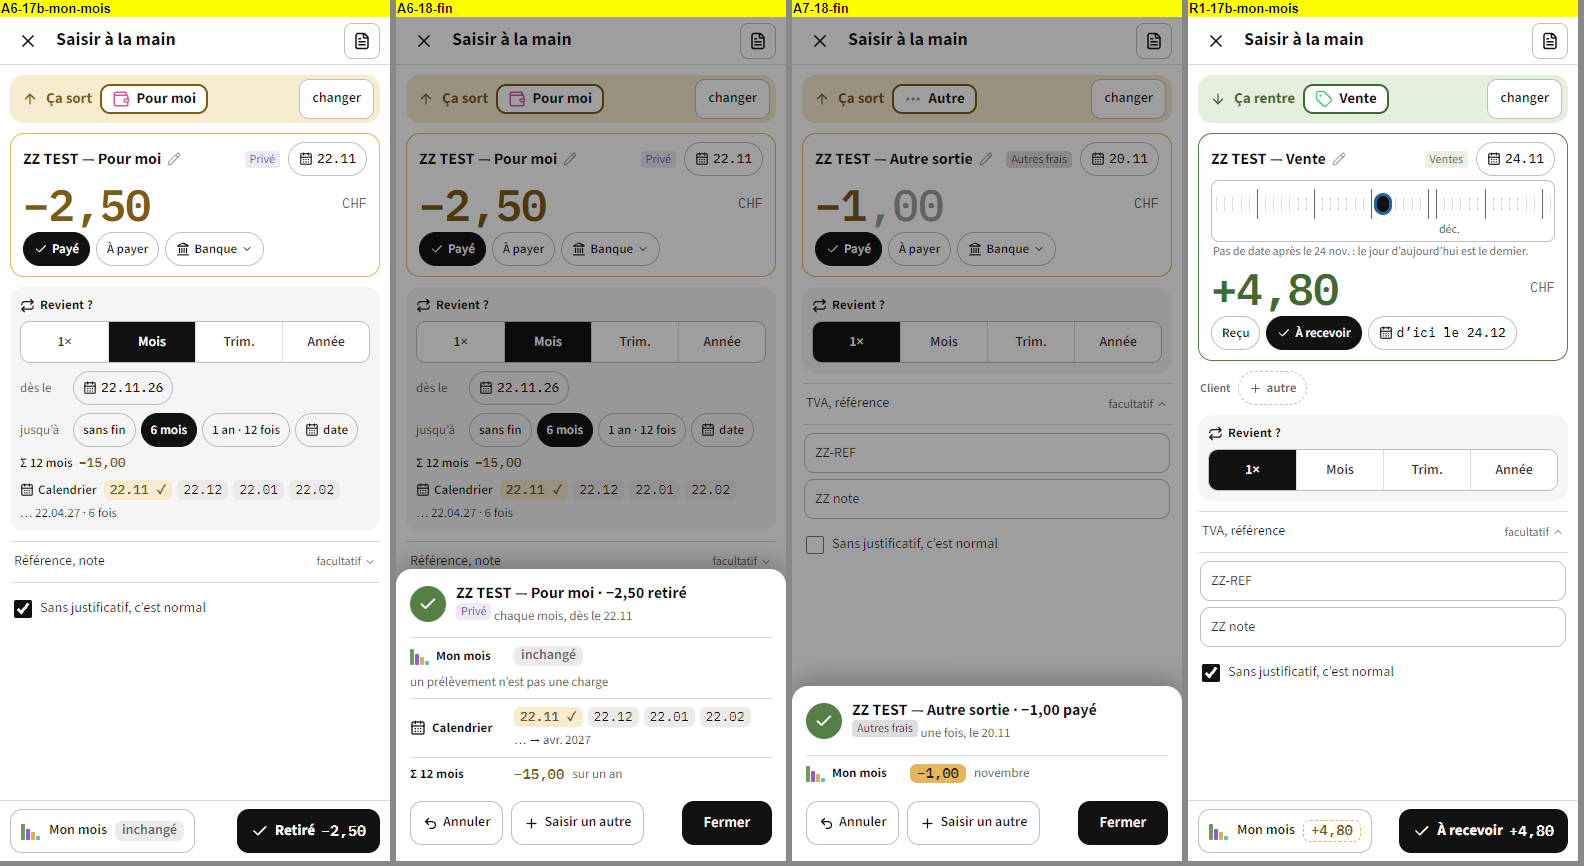 A6-17b-mon-mois
Saisir à la main
Ça sort Pour moi changer
ZZ TEST — Pour moi Privé 22.11
−2,50 CHF
Payé À payer Banque
Revient ?
1× Mois Trim. Année
dès le 22.11.26
jusqu’à sans fin 6 mois 1 an · 12 fois date
Σ 12 mois −15,00
Calendrier 22.11 ✓ 22.12 22.01 22.02
… 22.04.27 · 6 fois
Référence, note facultatif
Sans justificatif, c’est normal
Mon mois inchangé Retiré −2,50
A6-18-fin
Saisir à la main
Ça sort Pour moi changer
ZZ TEST — Pour moi Privé 22.11
−2,50 CHF
Payé À payer Banque
Revient ?
1× Mois Trim. Année
dès le 22.11.26
jusqu’à sans fin 6 mois 1 an · 12 fois date
Σ 12 mois −15,00
Calendrier 22.11 ✓ 22.12 22.01 22.02
… 22.04.27 · 6 fois
Référence, note facultatif
ZZ TEST — Pour moi · −2,50 retiré
Privé chaque mois, dès le 22.11
Mon mois inchangé
un prélèvement n’est pas une charge
Calendrier 22.11 ✓ 22.12 22.01 22.02
… → avr. 2027
Σ 12 mois −15,00 sur un an
Annuler Saisir un autre Fermer
A7-18-fin
Saisir à la main
Ça sort Autre changer
ZZ TEST — Autre sortie Autres frais 20.11
−1,00 CHF
Payé À payer Banque
Revient ?
1× Mois Trim. Année
TVA, référence facultatif
ZZ-REF
ZZ note
Sans justificatif, c’est normal
ZZ TEST — Autre sortie · −1,00 payé
Autres frais une fois, le 20.11
Mon mois −1,00 novembre
Annuler Saisir un autre Fermer
R1-17b-mon-mois
Saisir à la main
Ça rentre Vente changer
ZZ TEST — Vente Ventes 24.11
déc.
Pas de date après le 24 nov. : le jour d’aujourd’hui est le dernier.
+4,80 CHF
Reçu À recevoir d’ici le 24.12
Client + autre
Revient ?
1× Mois Trim. Année
TVA, référence facultatif
ZZ-REF
ZZ note
Sans justificatif, c’est normal
Mon mois +4,80 À recevoir +4,80